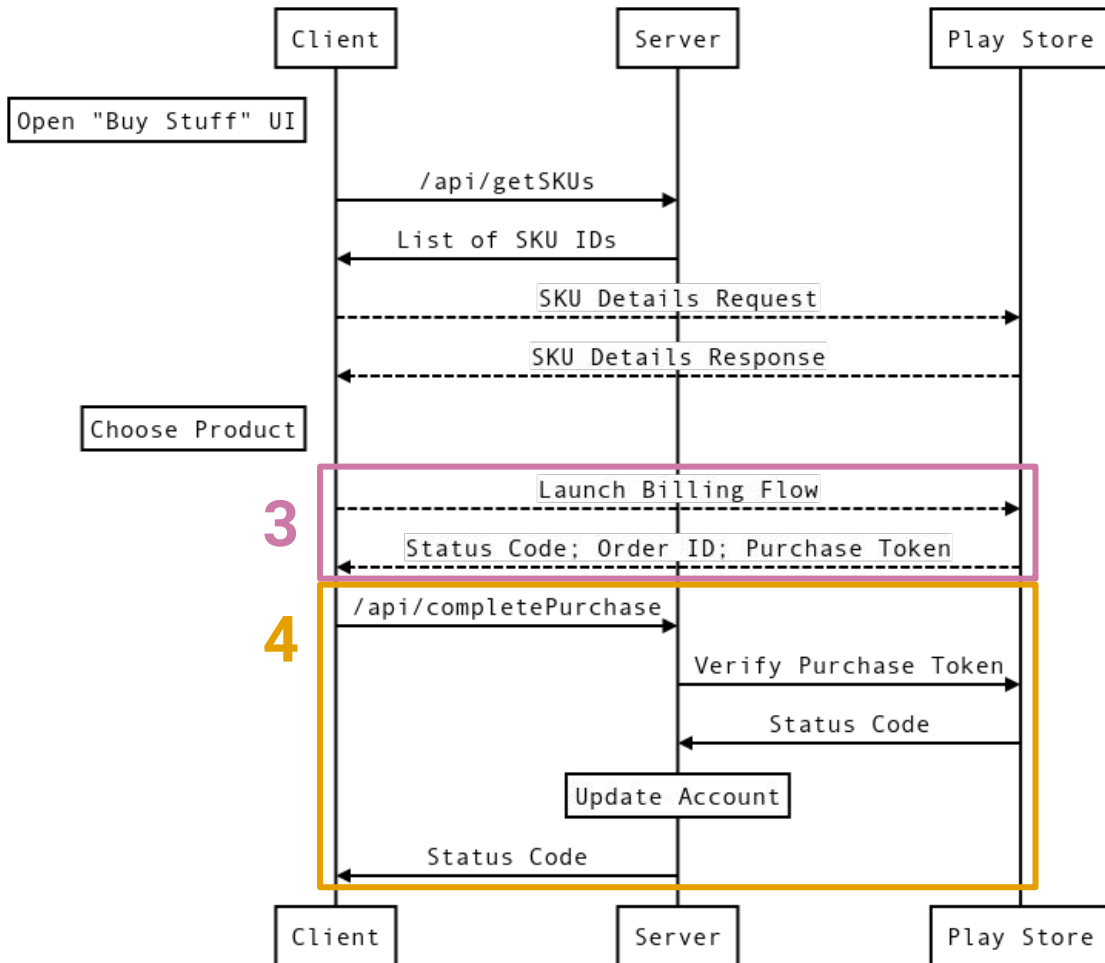 Client
Server
Play Store
Open "Buy Stuff" UI
/api/getSKUs
List of SKU IDs
SKU Details Request
SKU Details Response
Choose Product
3
Launch Billing Flow
Status Code; Order ID; Purchase Token
4
/api/completePurchase
Verify Purchase Token
Status Code
Update Account
Status Code
Client
Server
Play Store